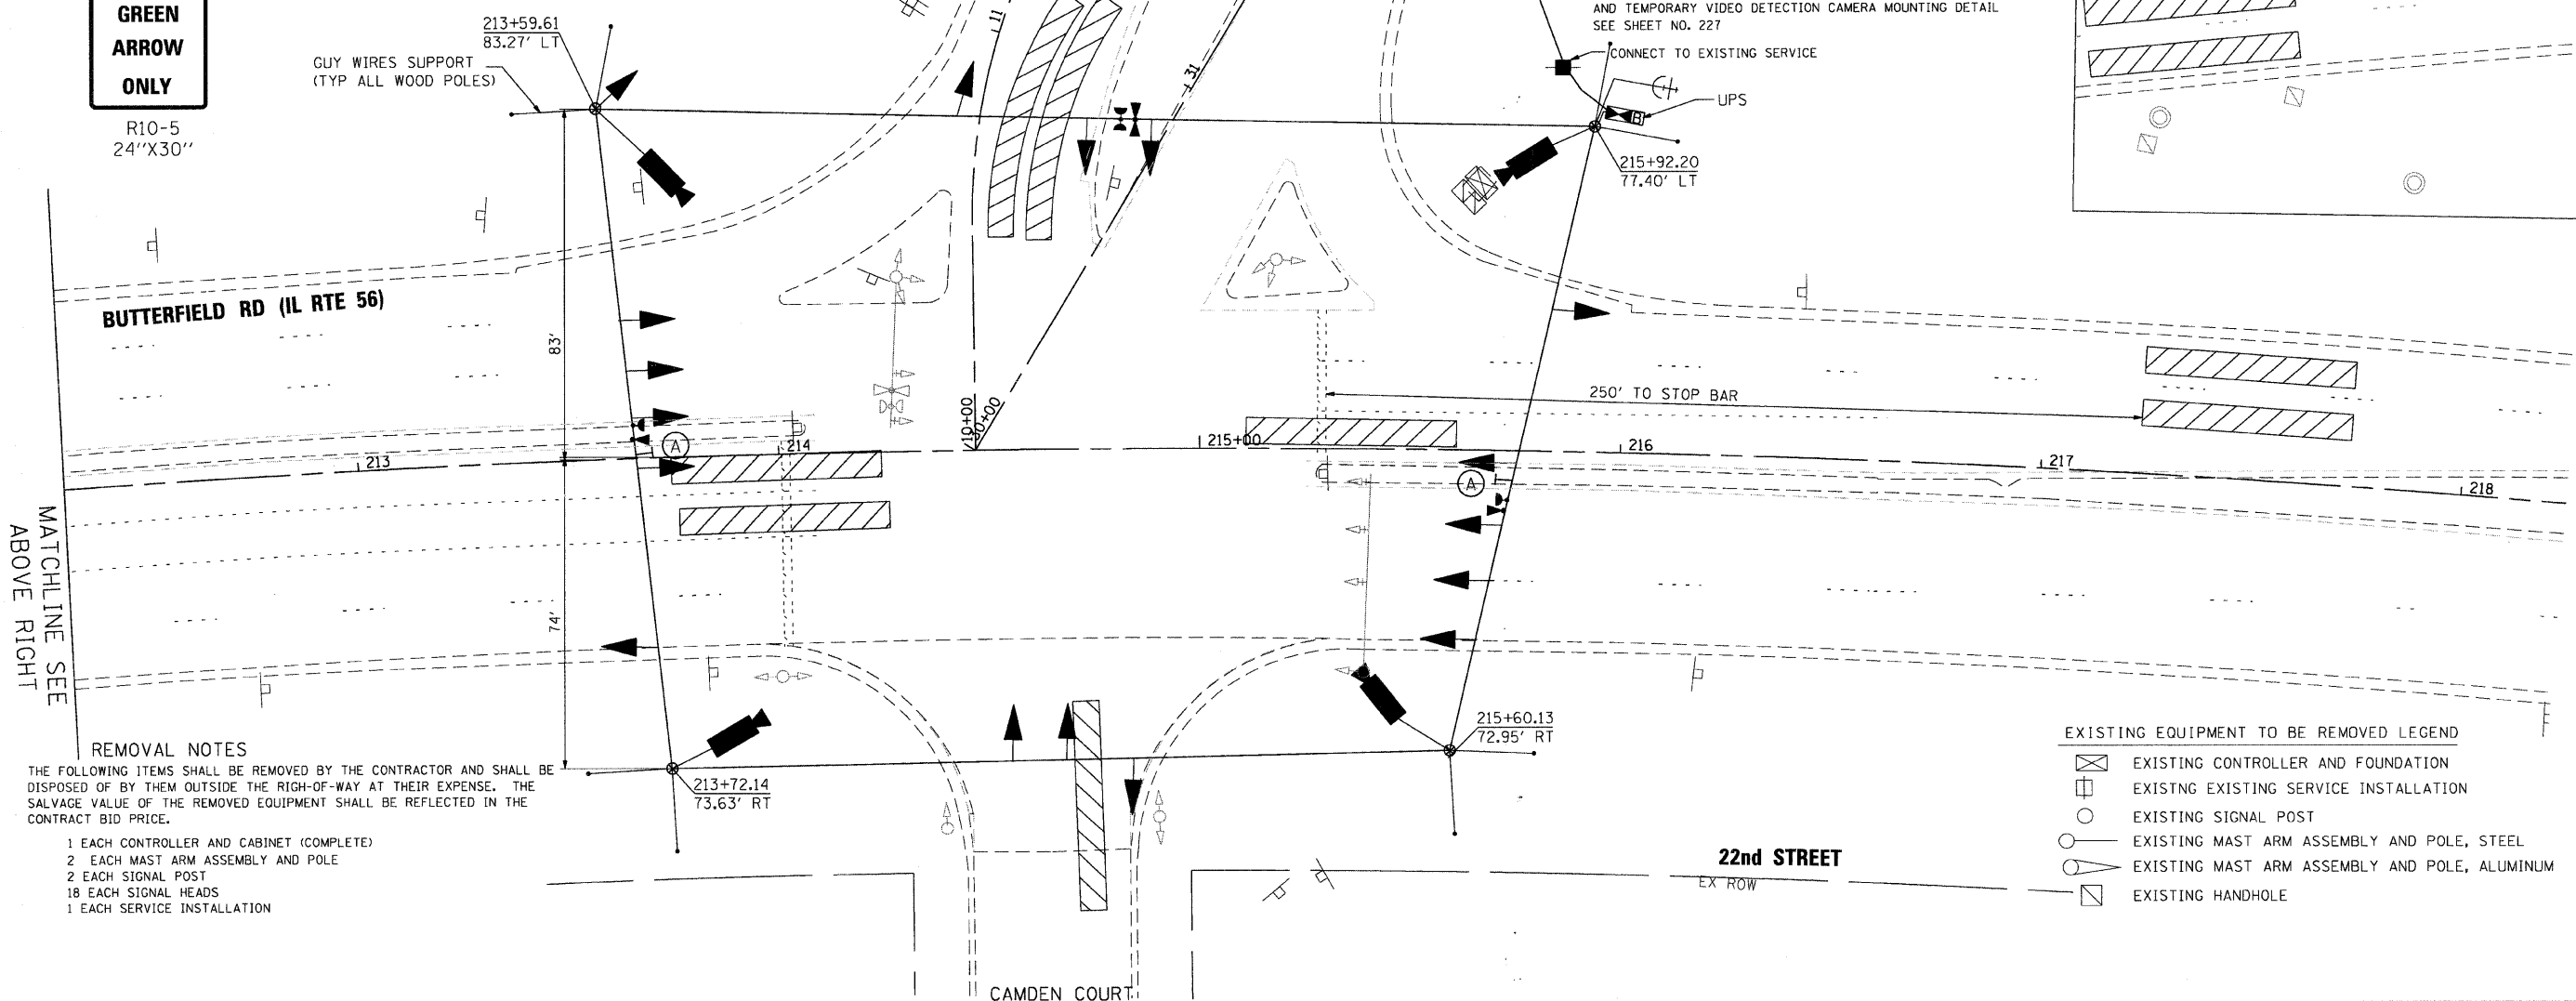 GREEN
ARROW
ONLY
R10-5
24"X30"
213+59.61
83.27' LT
GUY WIRES SUPPORT
(TYP ALL WOOD POLES)
11
31
AND TEMPORARY VIDEO DETECTION CAMERA MOUNTING DETAIL
SEE SHEET NO. 227
CONNECT TO EXISTING SERVICE
UPS
B
215+92.20
77.40' LT
BUTTERFIELD RD (IL RTE 56)
83'
250' TO STOP BAR
10+00
30+00
A
213
214
215+00
216
217
218
A
74'
MATCHLINE SEE
ABOVE RIGHT
215+60.13
72.95' RT
213+72.14
73.63' RT
REMOVAL NOTES
THE FOLLOWING ITEMS SHALL BE REMOVED BY THE CONTRACTOR AND SHALL BE
DISPOSED OF BY THEM OUTSIDE THE RIGH-OF-WAY AT THEIR EXPENSE. THE
SALVAGE VALUE OF THE REMOVED EQUIPMENT SHALL BE REFLECTED IN THE
CONTRACT BID PRICE.
1 EACH CONTROLLER AND CABINET (COMPLETE)
2 EACH MAST ARM ASSEMBLY AND POLE
2 EACH SIGNAL POST
18 EACH SIGNAL HEADS
1 EACH SERVICE INSTALLATION
EXISTING EQUIPMENT TO BE REMOVED LEGEND
EXISTING CONTROLLER AND FOUNDATION
EXISTNG EXISTING SERVICE INSTALLATION
EXISTING SIGNAL POST
EXISTING MAST ARM ASSEMBLY AND POLE, STEEL
EXISTING MAST ARM ASSEMBLY AND POLE, ALUMINUM
EXISTING HANDHOLE
22nd STREET
EX ROW
CAMDEN COURT